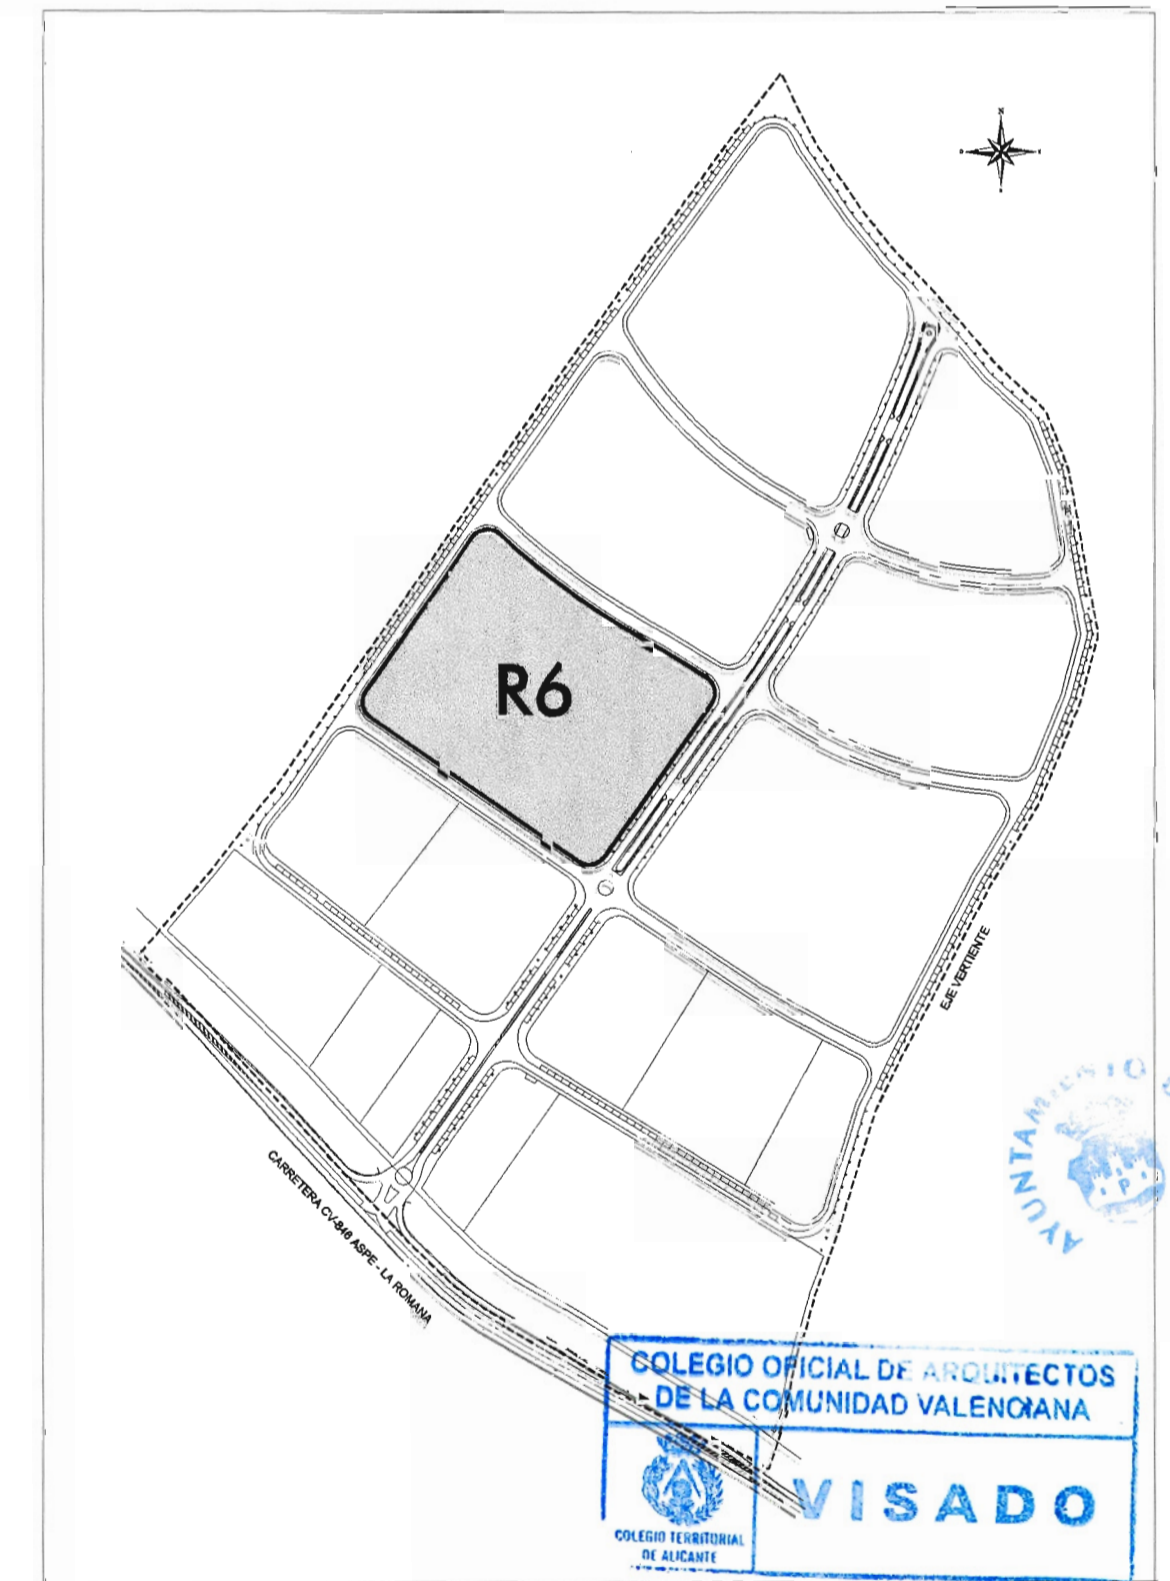 N
R6
EJE VERTIENTE
CARRETERA CV-846 ASPE - LA ROMANA
AYUNTAMIENTO
P
COLEGIO OFICIAL DE ARQUITECTOS
DE LA COMUNIDAD VALENCIANA
COLEGIO TERRITORIAL
DE ALICANTE
VISADO